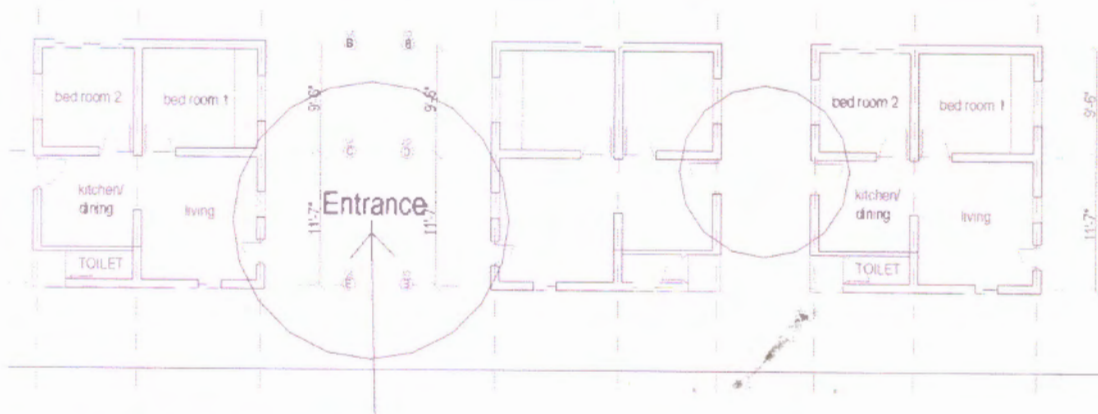 B B
bed room 2 bed room 1 9'-6" 9'-6" bed room 2 bed room 1 9'-6"
C
kitchen/
dining living Entrance 11'-7" 11'-7" kitchen/
dining living 11'-7"
TOILET TOILET
E